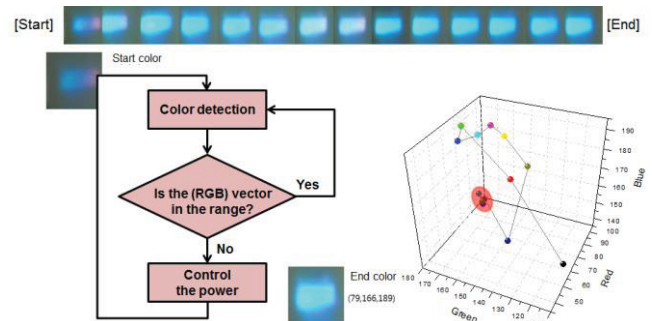 [Start]
[End]
Start color
Color detection
Is the (RGB) vector
in the range?
Yes
No
Control
the power
End color
(79,166,189)
190
180
170
160
150
140
Blue
100
90
80
70
60
50
Red
180
170
160
150
140
130
120
Green